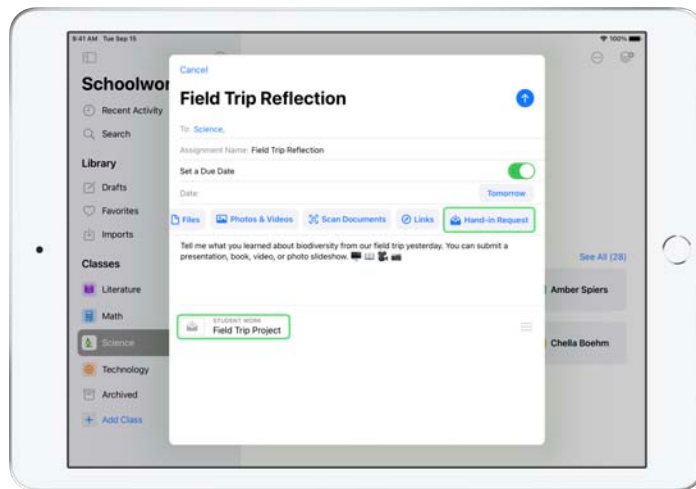 9:41 AM Tue Sep 15
100%
Cancel
Schoolwor
Field Trip Reflection
Recent Activity
To: Science,
Search
Assignment Name: Field Trip Reflection
Library
Set a Due Date
Drafts
Date:
Tomorrow
Favorites
Files
Photos & Videos
Scan Documents
Links
Hand-in Request
Imports
Tell me what you learned about biodiversity from our field trip yesterday. You can submit a
presentation, book, video, or photo slideshow. 🖥️ 📖 🎥 📸
Classes
See All (28)
Literature
Amber Spiers
Math
STUDENT WORK
Field Trip Project
Science
Chella Boehm
Technology
Archived
Add Class